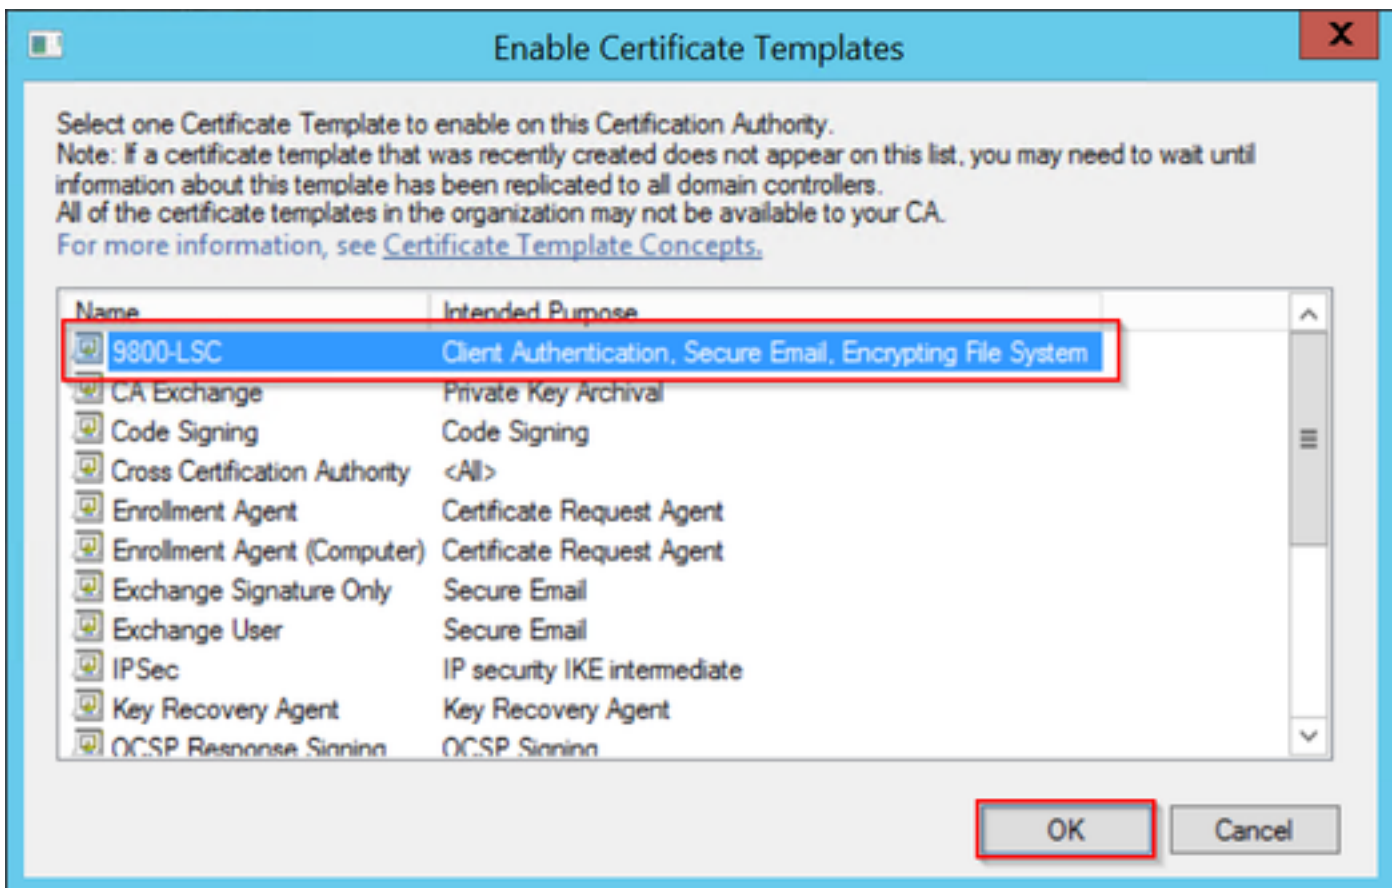 Enable Certificate Templates
X
Select one Certificate Template to enable on this Certification Authority.
Note: If a certificate template that was recently created does not appear on this list, you may need to wait until
information about this template has been replicated to all domain controllers.
All of the certificate templates in the organization may not be available to your CA.
For more information, see Certificate Template Concepts.
Name Intended Purpose
9800-LSC Client Authentication, Secure Email, Encrypting File System
CA Exchange Private Key Archival
Code Signing Code Signing
Cross Certification Authority <All>
Enrollment Agent Certificate Request Agent
Enrollment Agent (Computer) Certificate Request Agent
Exchange Signature Only Secure Email
Exchange User Secure Email
IPSec IP security IKE intermediate
Key Recovery Agent Key Recovery Agent
OCSP Response Signing OCSP Signing
OK Cancel